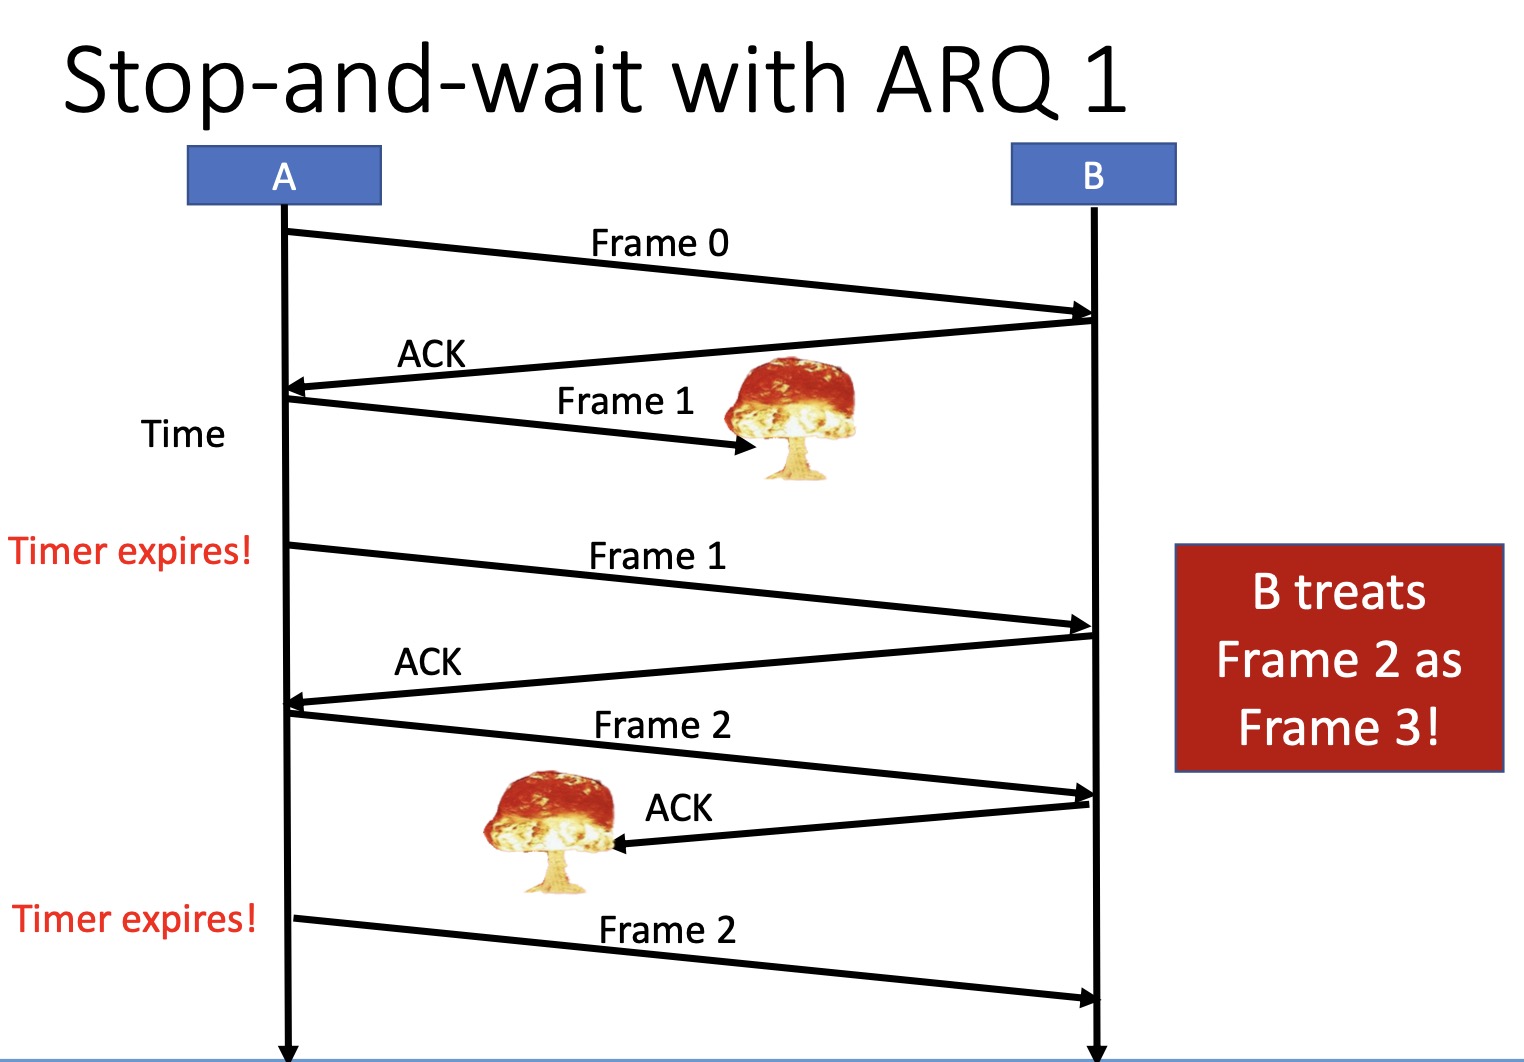 Stop-and-wait with ARQ 1
A
B
Frame 0
ACK
Frame 1
Time
Timer expires!
Frame 1
B treats
Frame 2 as
Frame 3!
ACK
Frame 2
ACK
Timer expires!
Frame 2